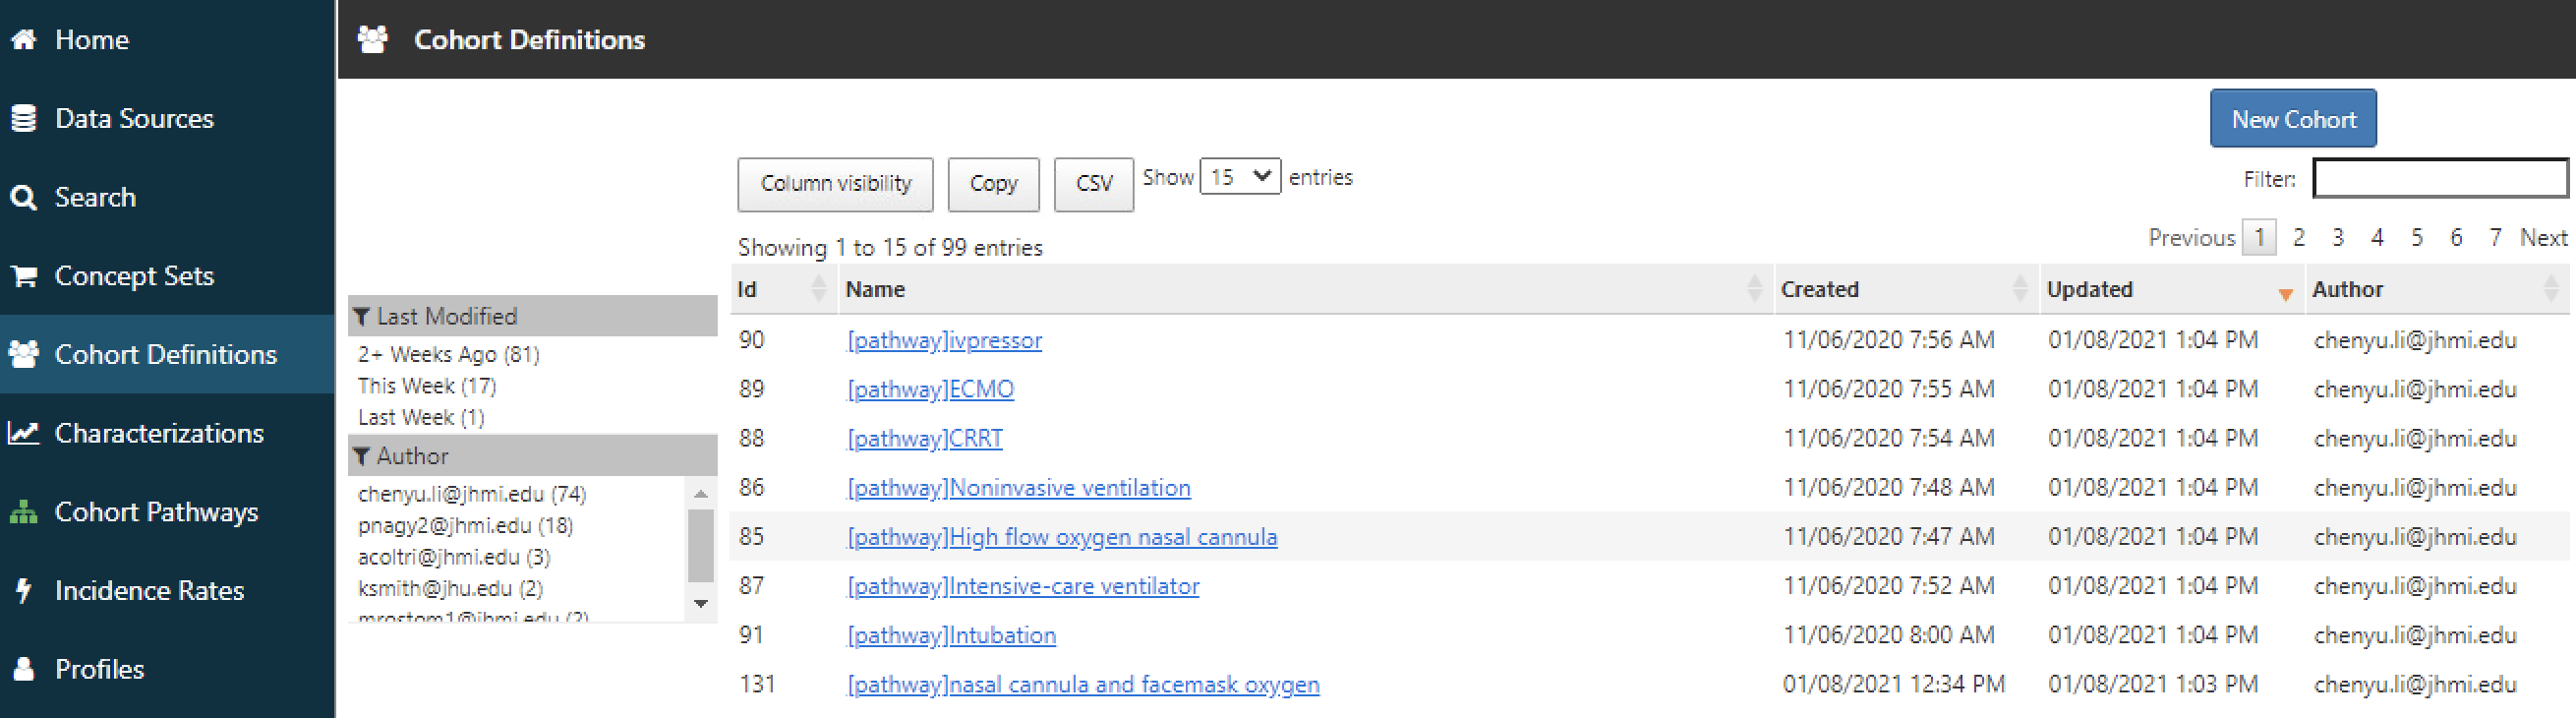 Home
Data Sources
Search
Concept Sets
Cohort Definitions
Characterizations
Cohort Pathways
Incidence Rates
Profiles
Cohort Definitions
New Cohort
Column visibility Copy CSV Show 15 entries
Filter:
Showing 1 to 15 of 99 entries
Previous 1 2 3 4 5 6 7 Next
Last Modified
2+ Weeks Ago (81)
This Week (17)
Last Week (1)
Author
chenyu.li@jhmi.edu (74)
pnagy2@jhmi.edu (18)
acoltri@jhmi.edu (3)
ksmith@jhu.edu (2)
mrostom1@jhmi.edu (2)
Id Name Created Updated Author
90 [pathway]ivpressor 11/06/2020 7:56 AM 01/08/2021 1:04 PM chenyu.li@jhmi.edu
89 [pathway]ECMO 11/06/2020 7:55 AM 01/08/2021 1:04 PM chenyu.li@jhmi.edu
88 [pathway]CRRT 11/06/2020 7:54 AM 01/08/2021 1:04 PM chenyu.li@jhmi.edu
86 [pathway]Noninvasive ventilation 11/06/2020 7:48 AM 01/08/2021 1:04 PM chenyu.li@jhmi.edu
85 [pathway]High flow oxygen nasal cannula 11/06/2020 7:47 AM 01/08/2021 1:04 PM chenyu.li@jhmi.edu
87 [pathway]Intensive-care ventilator 11/06/2020 7:52 AM 01/08/2021 1:04 PM chenyu.li@jhmi.edu
91 [pathway]Intubation 11/06/2020 8:00 AM 01/08/2021 1:04 PM chenyu.li@jhmi.edu
131 [pathway]nasal cannula and facemask oxygen 01/08/2021 12:34 PM 01/08/2021 1:03 PM chenyu.li@jhmi.edu